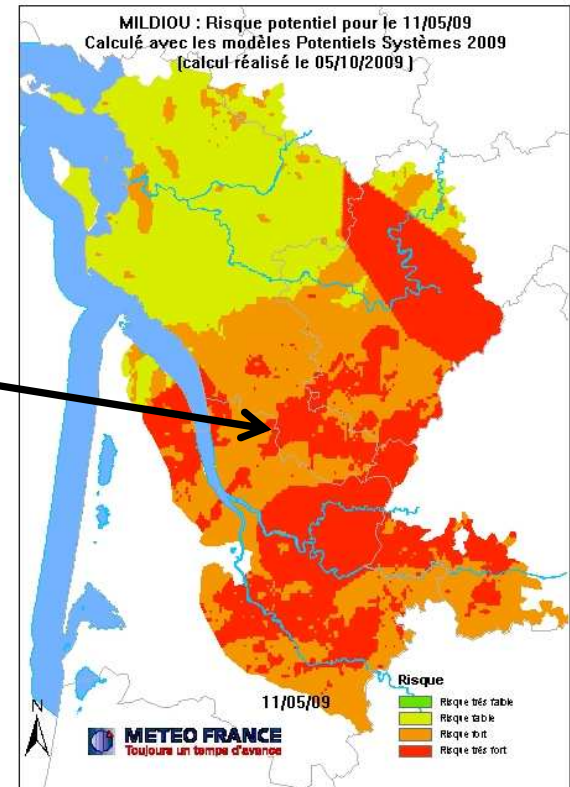 MILDIOU : Risque potentiel pour le 11/05/09
Calculé avec les modèles Potentiels Systèmes 2009
(calcul réalisé le 05/10/2009 )
11/05/09
Risque
Risque très faible
Risque faible
Risque fort
Risque très fort
N
METEO FRANCE
Toujours un temps d'avance